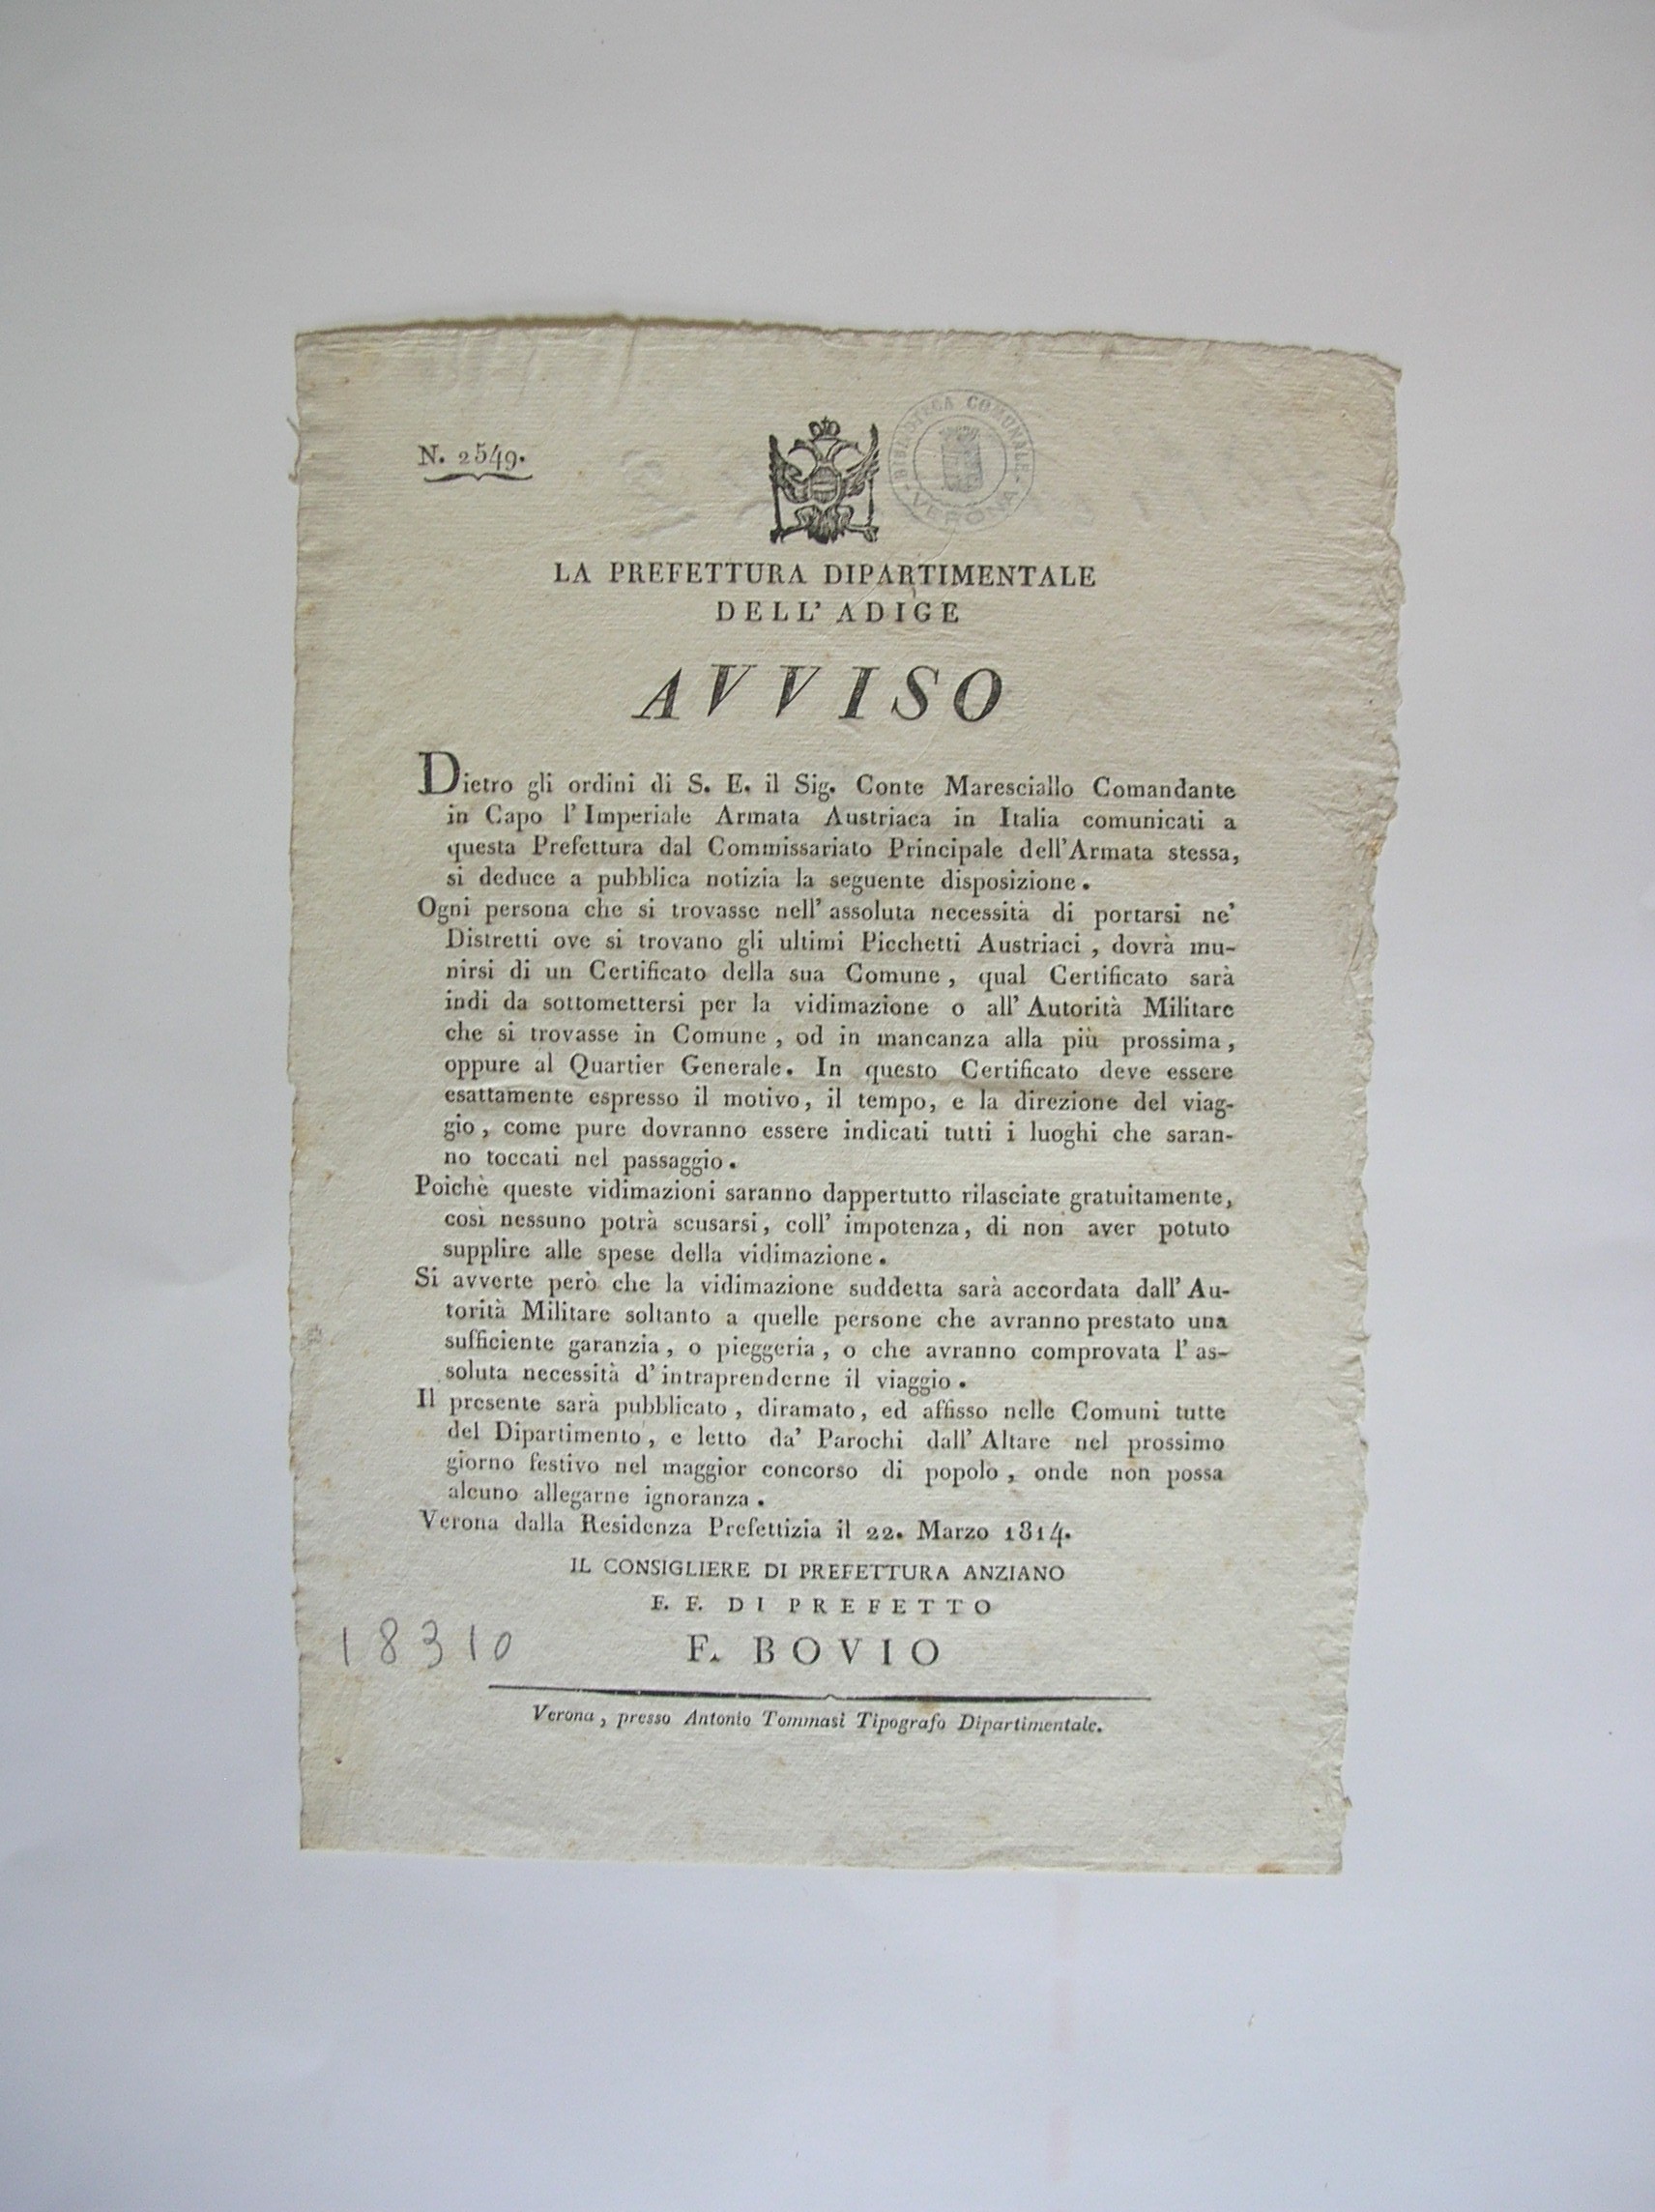 N. 2549.
BIBLIOTECA COMUNALE
VERONA
LA PREFETTURA DIPARTIMENTALE
DELL' ADIGE
AVVISO
Dietro gli ordini di S. E. il Sig. Conte Maresciallo Comandante
in Capo l'Imperiale Armata Austriaca in Italia comunicati a
questa Prefettura dal Commissariato Principale dell'Armata stessa,
si deduce a pubblica notizia la seguente disposizione.
Ogni persona che si trovasse nell' assoluta necessità di portarsi ne'
Distretti ove si trovano gli ultimi Picchetti Austriaci, dovrà mu-
nirsi di un Certificato della sua Comune, qual Certificato sarà
indi da sottomettersi per la vidimazione o all' Autorità Militare
che si trovasse in Comune, od in mancanza alla più prossima,
oppure al Quartier Generale. In questo Certificato deve essere
esattamente espresso il motivo, il tempo, e la direzione del viag-
gio, come pure dovranno essere indicati tutti i luoghi che saran-
no toccati nel passaggio.
Poichè queste vidimazioni saranno dappertutto rilasciate gratuitamente,
così nessuno potrà scusarsi, coll' impotenza, di non aver potuto
supplire alle spese della vidimazione.
Si avverte però che la vidimazione suddetta sarà accordata dall' Au-
torità Militare soltanto a quelle persone che avranno prestato una
sufficiente garanzia, o pieggeria, o che avranno comprovata l' as-
soluta necessità d'intraprenderne il viaggio.
Il presente sarà pubblicato, diramato, ed affisso nelle Comuni tutte
del Dipartimento, e letto da' Parochi dall' Altare nel prossimo
giorno festivo nel maggior concorso di popolo, onde non possa
alcuno allegarne ignoranza.
Verona dalla Residenza Prefettizia il 22. Marzo 1814.
IL CONSIGLIERE DI PREFETTURA ANZIANO
F. F. DI PREFETTO
F. BOVIO
18310
Verona, presso Antonio Tommasi Tipografo Dipartimentale.